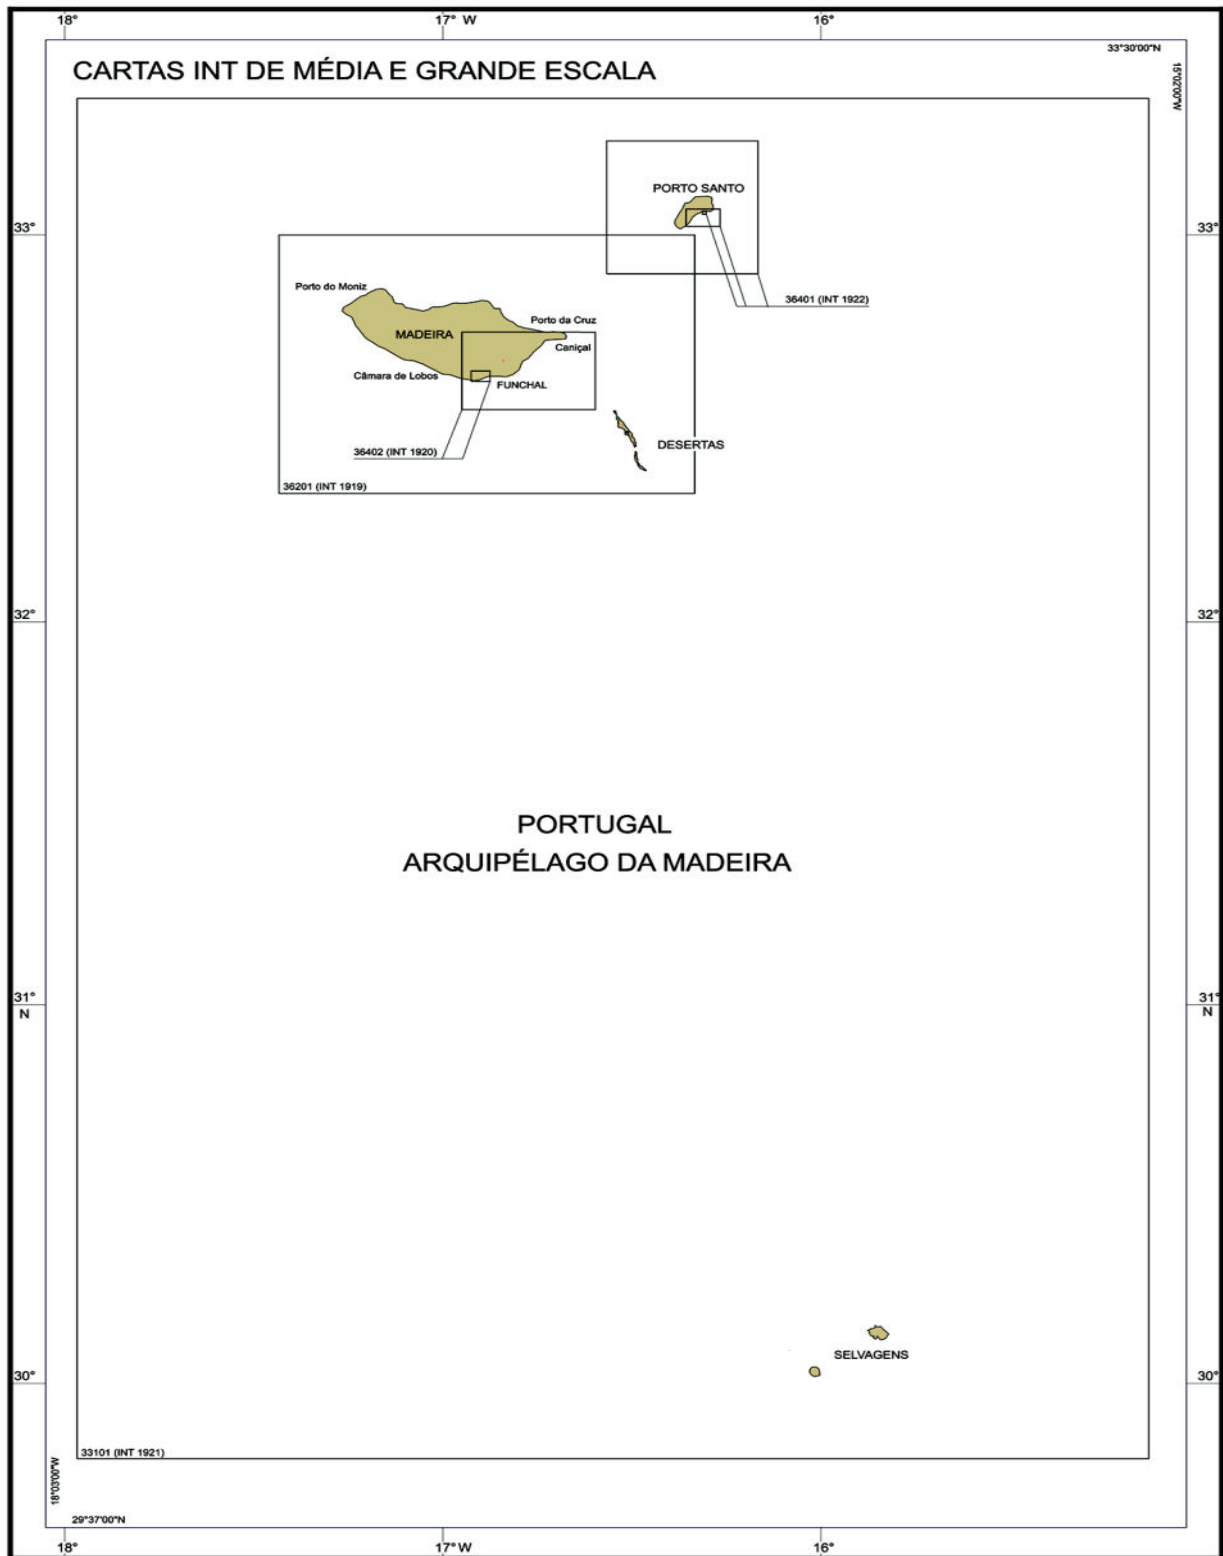 18°
17° W
16°
33°30'00"N
15°02'00"W
CARTAS INT DE MÉDIA E GRANDE ESCALA
PORTO SANTO
33°
33°
Porto do Moniz
36401 (INT 1922)
Porto da Cruz
MADEIRA
Caniçal
Câmara de Lobos
FUNCHAL
DESERTAS
36402 (INT 1920)
36201 (INT 1919)
32°
32°
PORTUGAL
ARQUIPÉLAGO DA MADEIRA
31°
N
31°
N
SELVAGENS
30°
30°
33101 (INT 1921)
18°03'00"W
29°37'00"N
18°
17° W
16°